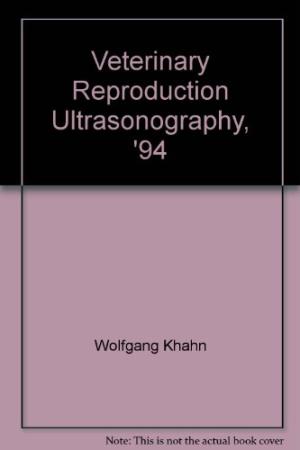 Veterinary
Reproduction
Ultrasonography,
'94
Wolfgang Khahn
Note: This is not the actual book cover